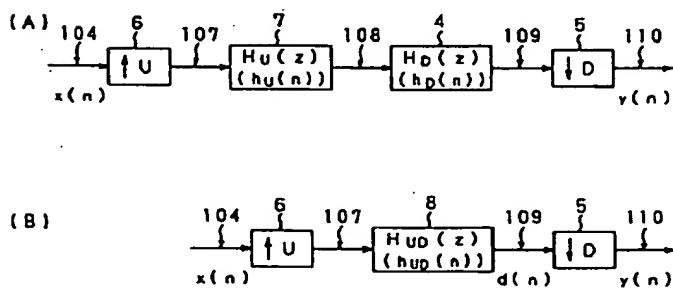 (A)
6 7 4 5
104 107 108 109 110
↑ U HU(z) HD(z) ↓ D
(hU(n)) (hD(n))
x(n) y(n)
(B)
6 8 5
104 107 109 110
↑ U HUD(z) ↓ D
(hUD(n))
x(n) d(n) y(n)